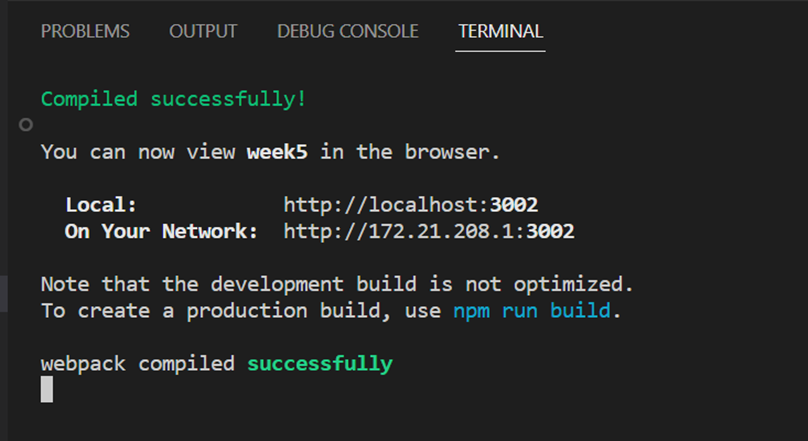 PROBLEMS OUTPUT DEBUG CONSOLE TERMINAL
Compiled successfully!
You can now view week5 in the browser.
Local: http://localhost:3002
On Your Network: http://172.21.208.1:3002
Note that the development build is not optimized.
To create a production build, use npm run build.
webpack compiled successfully